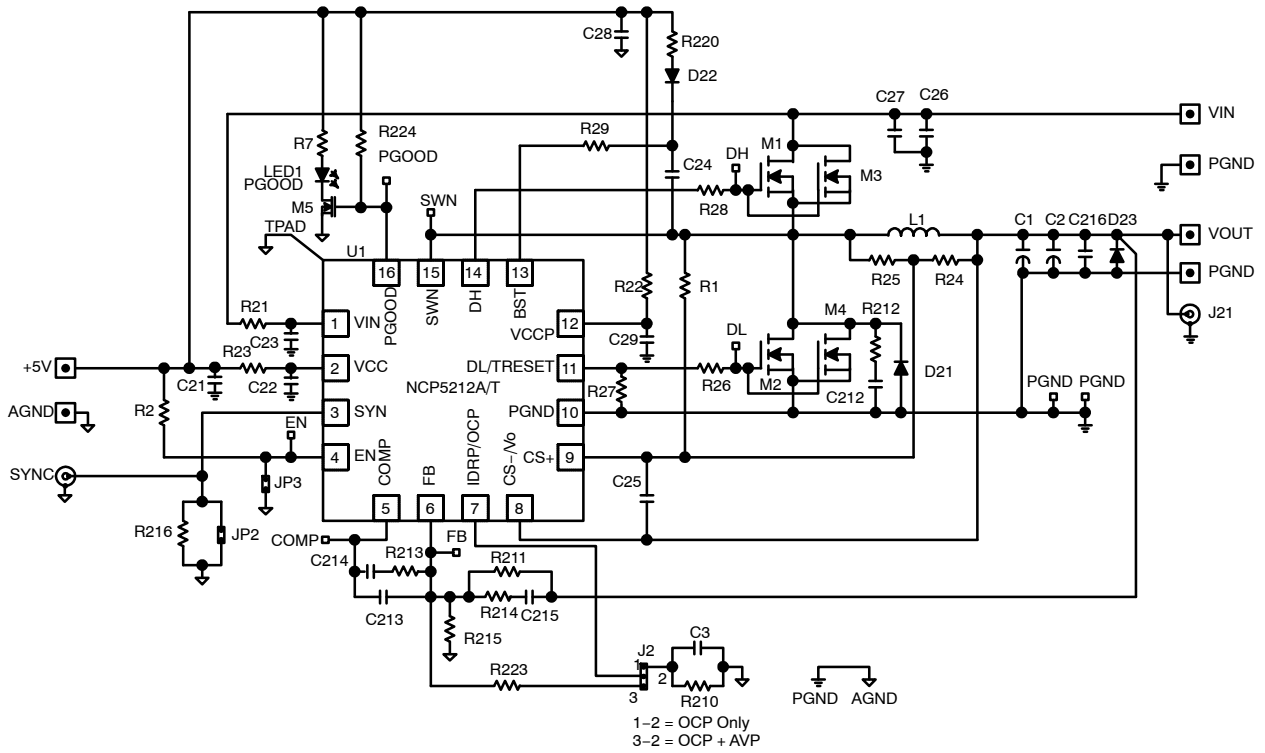 C28
R220
D22
C27
C26
VIN
R7
R224
R29
PGOOD
LED1
PGOOD
DH
M1
C24
M3
PGND
M5
SWN
R28
TPAD
L1
C1
C2
C216
D23
VOUT
U1
16
15
14
13
R25
R24
PGND
PGOOD
SWN
DH
BST
R22
R1
R21
1
VIN
VCCP
12
M4
R212
J21
C23
C29
DL
R23
+5V
2
VCC
DL/TRESET
11
C21
C22
NCP5212A/T
R26
M2
D21
R27
C212
PGND
PGND
R2
3
SYN
PGND
10
AGND
EN
4
EN
CS+
9
SYNC
COMP
FB
IDRP/OCP
CS-/Vo
C25
JP3
5
6
7
8
R216
JP2
COMP
FB
C214
R213
R211
C213
R214
C215
R215
C3
J2
1
R223
2
3
R210
PGND
AGND
1-2 = OCP Only
3-2 = OCP + AVP